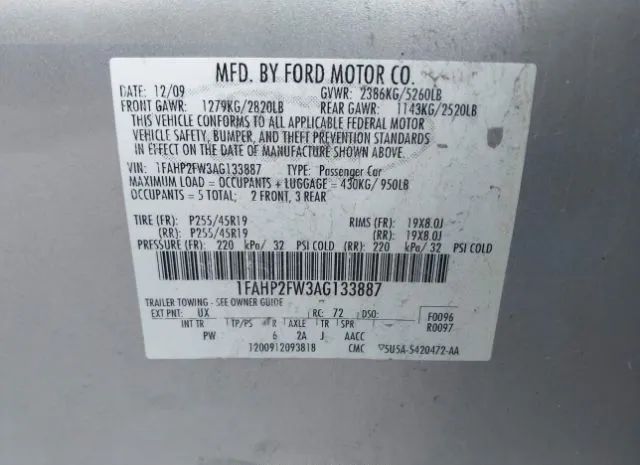 MFD. BY FORD MOTOR CO.
DATE: 12/09 GVWR: 2386KG/5260LB
FRONT GAWR: 1279KG/2820LB REAR GAWR: 1143KG/2520LB
THIS VEHICLE CONFORMS TO ALL APPLICABLE FEDERAL MOTOR
VEHICLE SAFETY, BUMPER, AND THEFT PREVENTION STANDARDS
IN EFFECT ON THE DATE OF MANUFACTURE SHOWN ABOVE.
VIN: 1FAHP2FW3AG133887 TYPE: Passenger Car
MAXIMUM LOAD = OCCUPANTS + LUGGAGE = 430KG/ 950LB
OCCUPANTS = 5 TOTAL; 2 FRONT, 3 REAR
TIRE (FR): P255/45R19 RIMS (FR): 19X8.0J
(RR): P255/45R19 (RR): 19X8.0J
PRESSURE (FR): 220 kPa/ 32 PSI COLD (RR): 220 kPa/ 32 PSI COLD
1FAHP2FW3AG133887
TRAILER TOWING - SEE OWNER GUIDE
EXT PNT: UX RC: 72 DSO: F0096
INT TR TP/PS R AXLE TR SPR R0097
PW 6 2A J AACC
120091209381B CMC 5U5A-5420472-AA